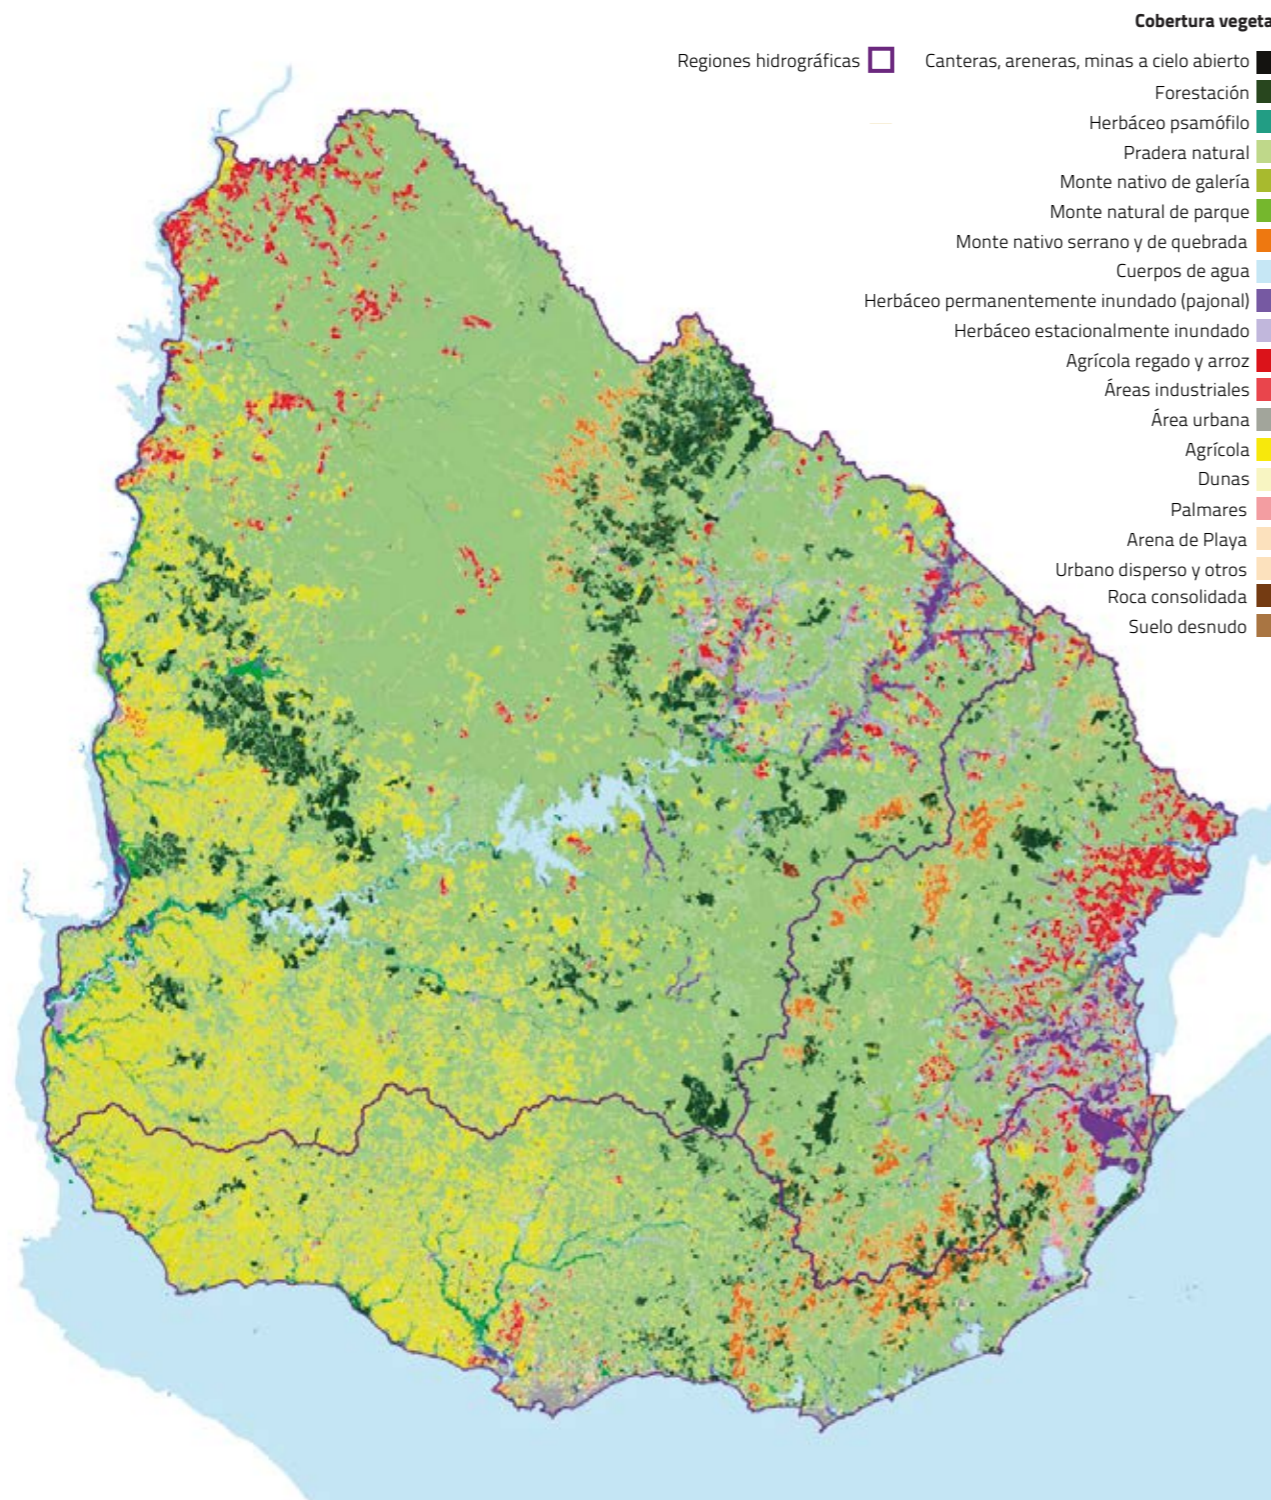 Cobertura vegeta
Regiones hidrográficas
Canteras, areneras, minas a cielo abierto
Forestación
Herbáceo psamófilo
Pradera natural
Monte nativo de galería
Monte natural de parque
Monte nativo serrano y de quebrada
Cuerpos de agua
Herbáceo permanentemente inundado (pajonal)
Herbáceo estacionalmente inundado
Agrícola regado y arroz
Áreas industriales
Área urbana
Agrícola
Dunas
Palmares
Arena de Playa
Urbano disperso y otros
Roca consolidada
Suelo desnudo